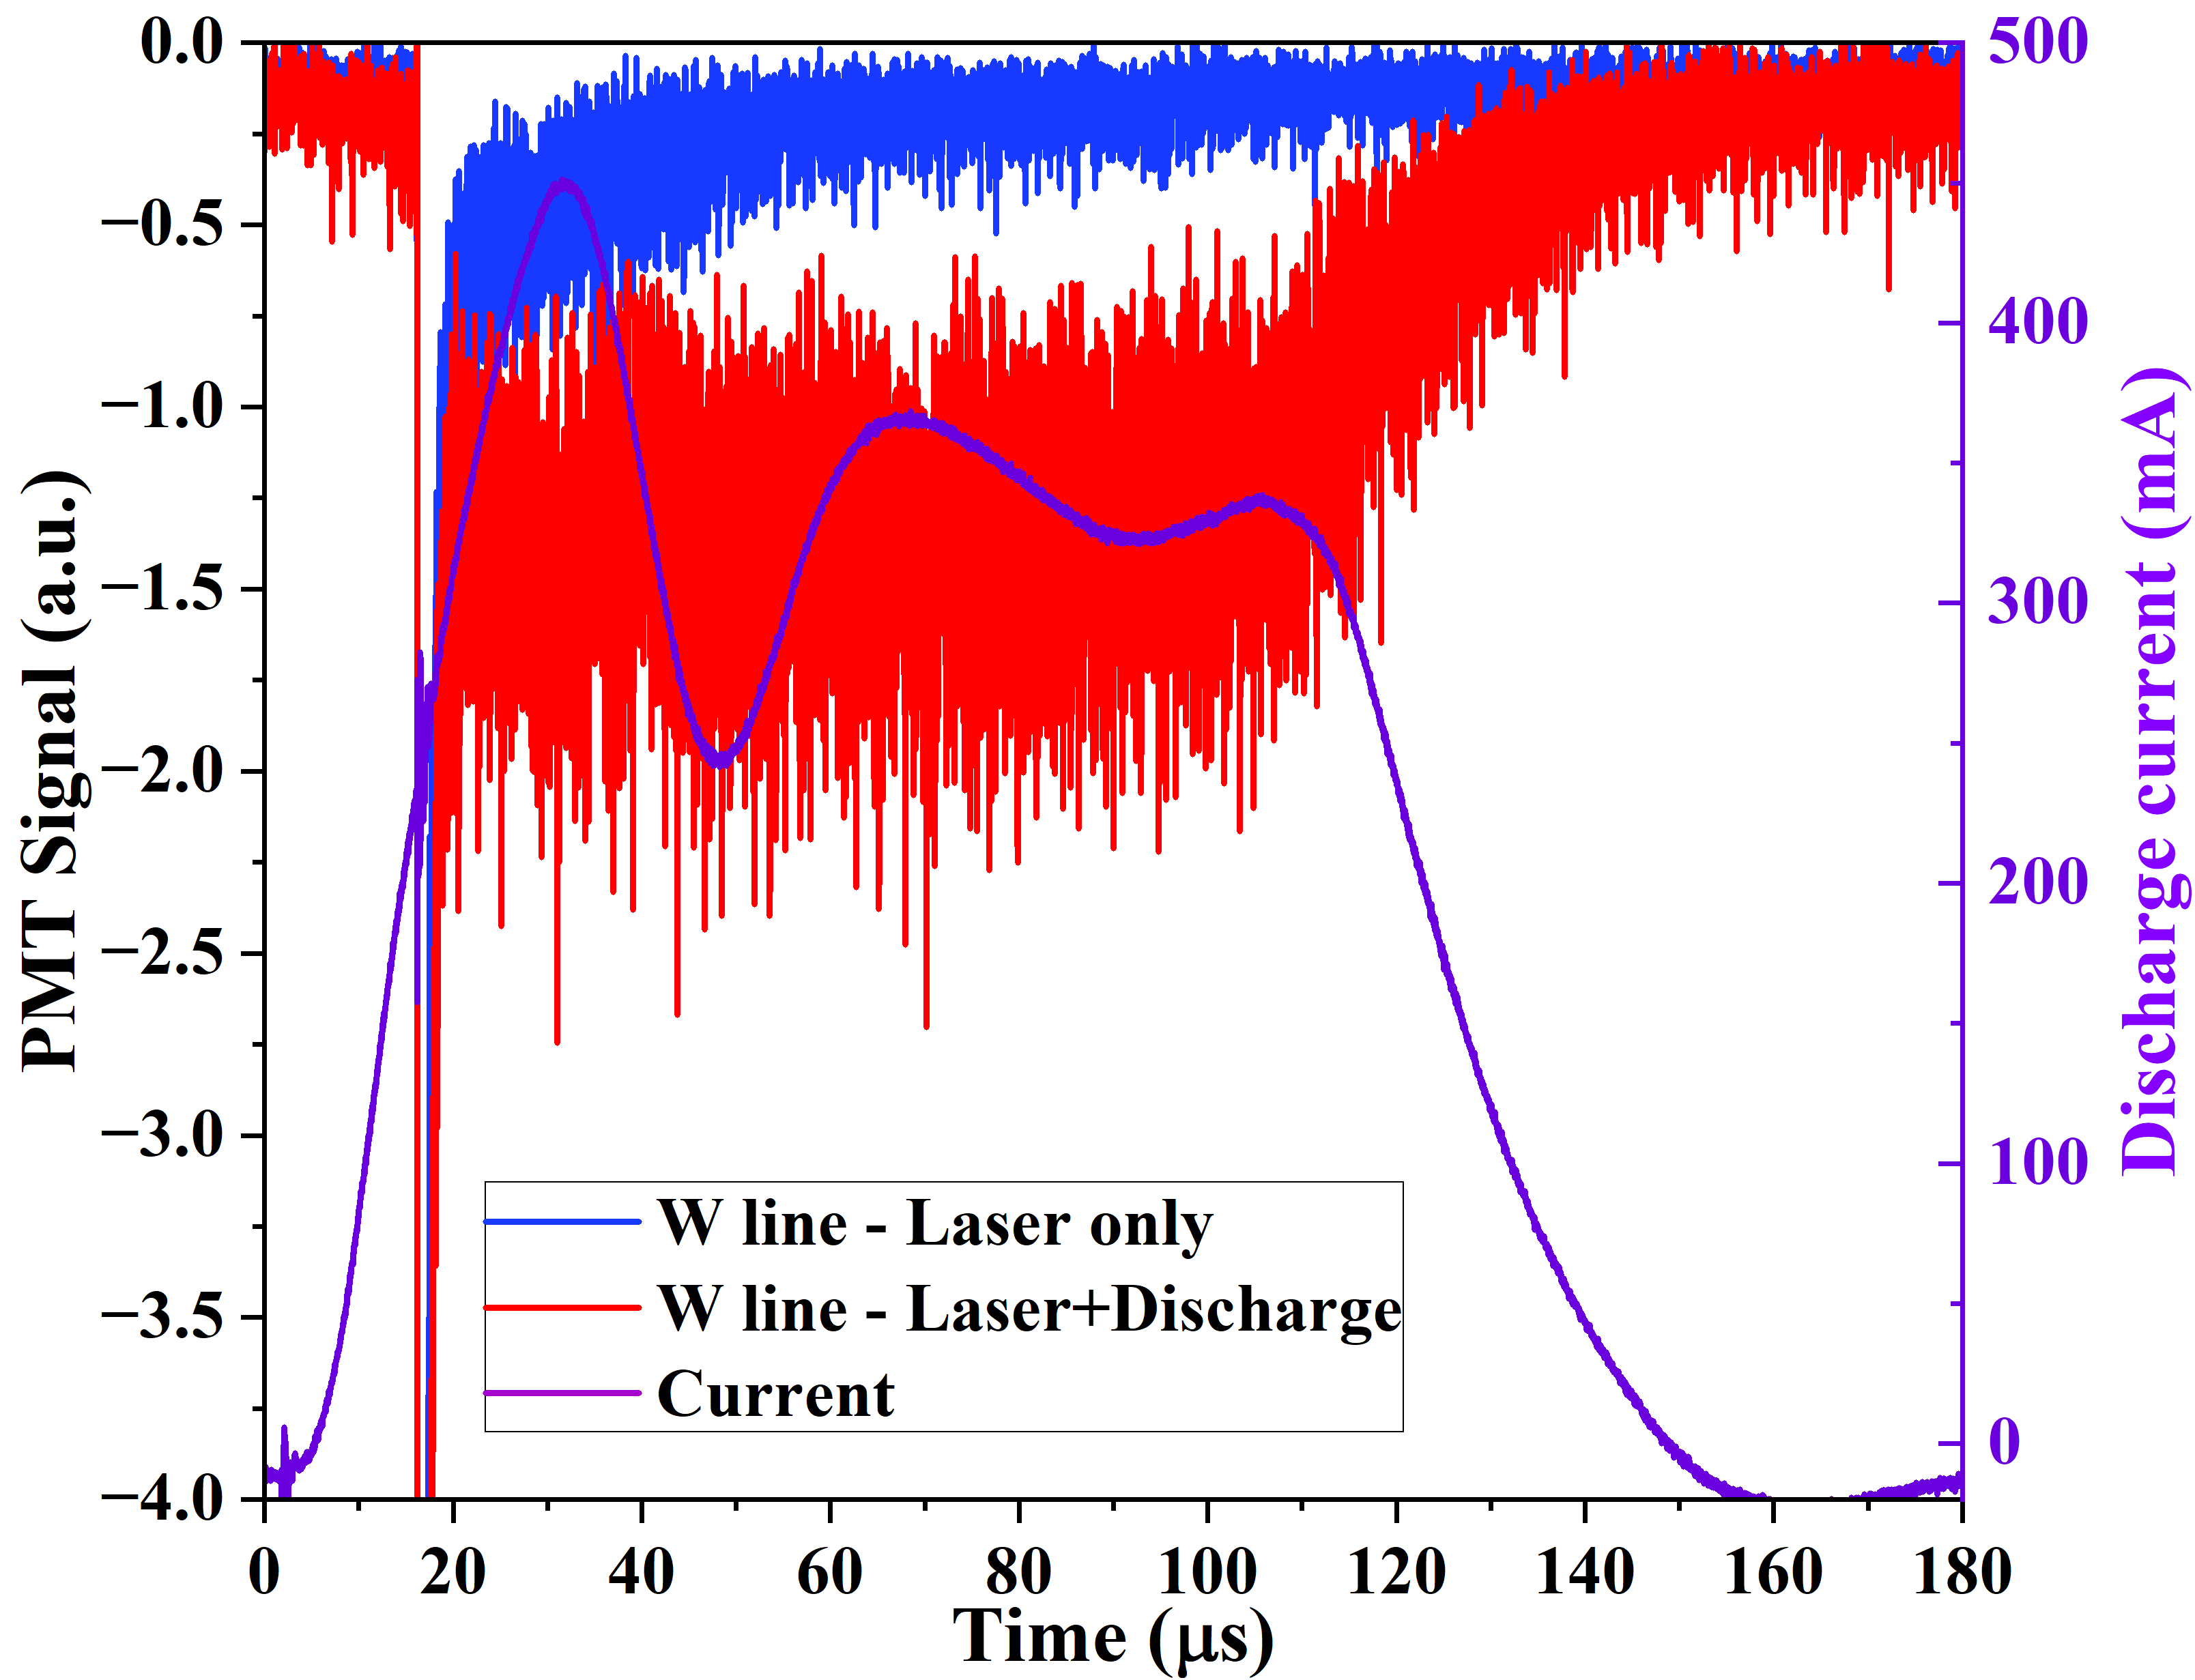 PMT Signal (a.u.)
0.0
−0.5
−1.0
−1.5
−2.0
−2.5
−3.0
−3.5
−4.0
W line - Laser only
W line - Laser+Discharge
Current
0 20 40 60 80 100 120 140 160 180
Time (μs)
500
400
300
200
100
0
Discharge current (mA)